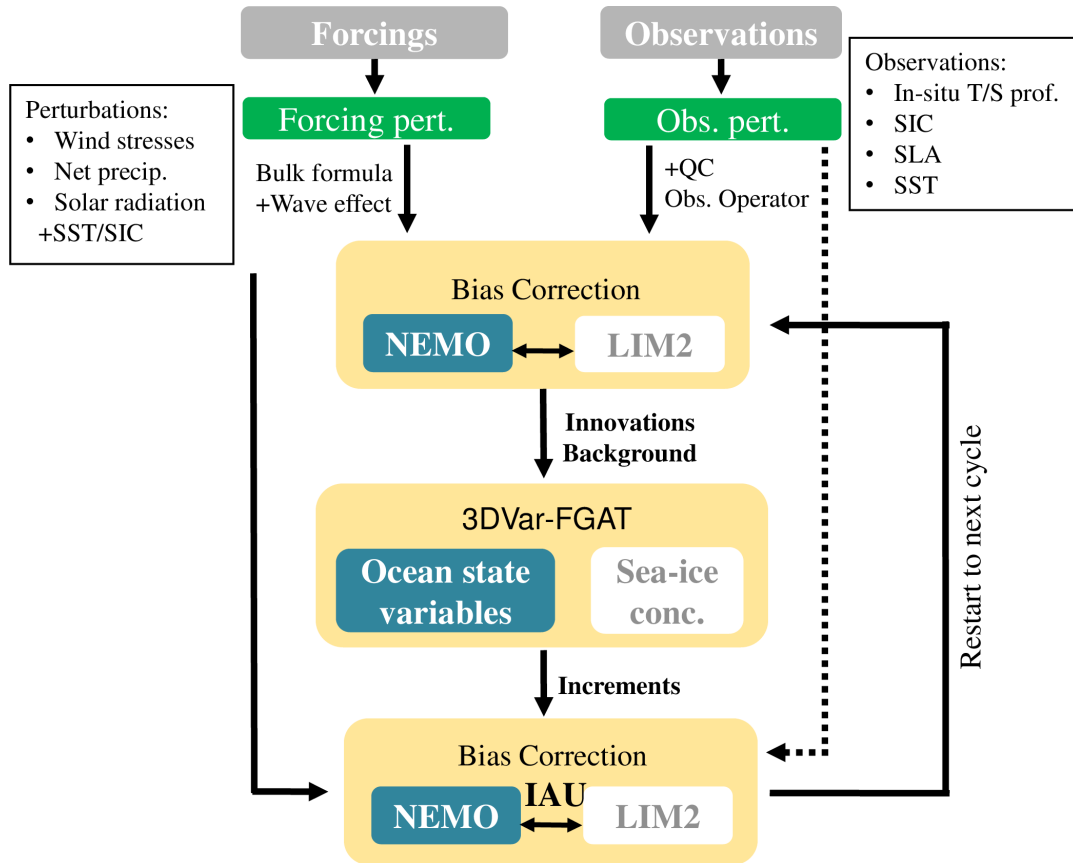 Forcings
Observations
Perturbations:
• Wind stresses
• Net precip.
• Solar radiation
+SST/SIC
Forcing pert.
Obs. pert.
Observations:
• In-situ T/S prof.
• SIC
• SLA
• SST
Bulk formula
+Wave effect
+QC
Obs. Operator
Bias Correction
NEMO
LIM2
Innovations
Background
3DVar-FGAT
Ocean state
variables
Sea-ice
conc.
Increments
Restart to next cycle
Bias Correction
IAU
NEMO
LIM2